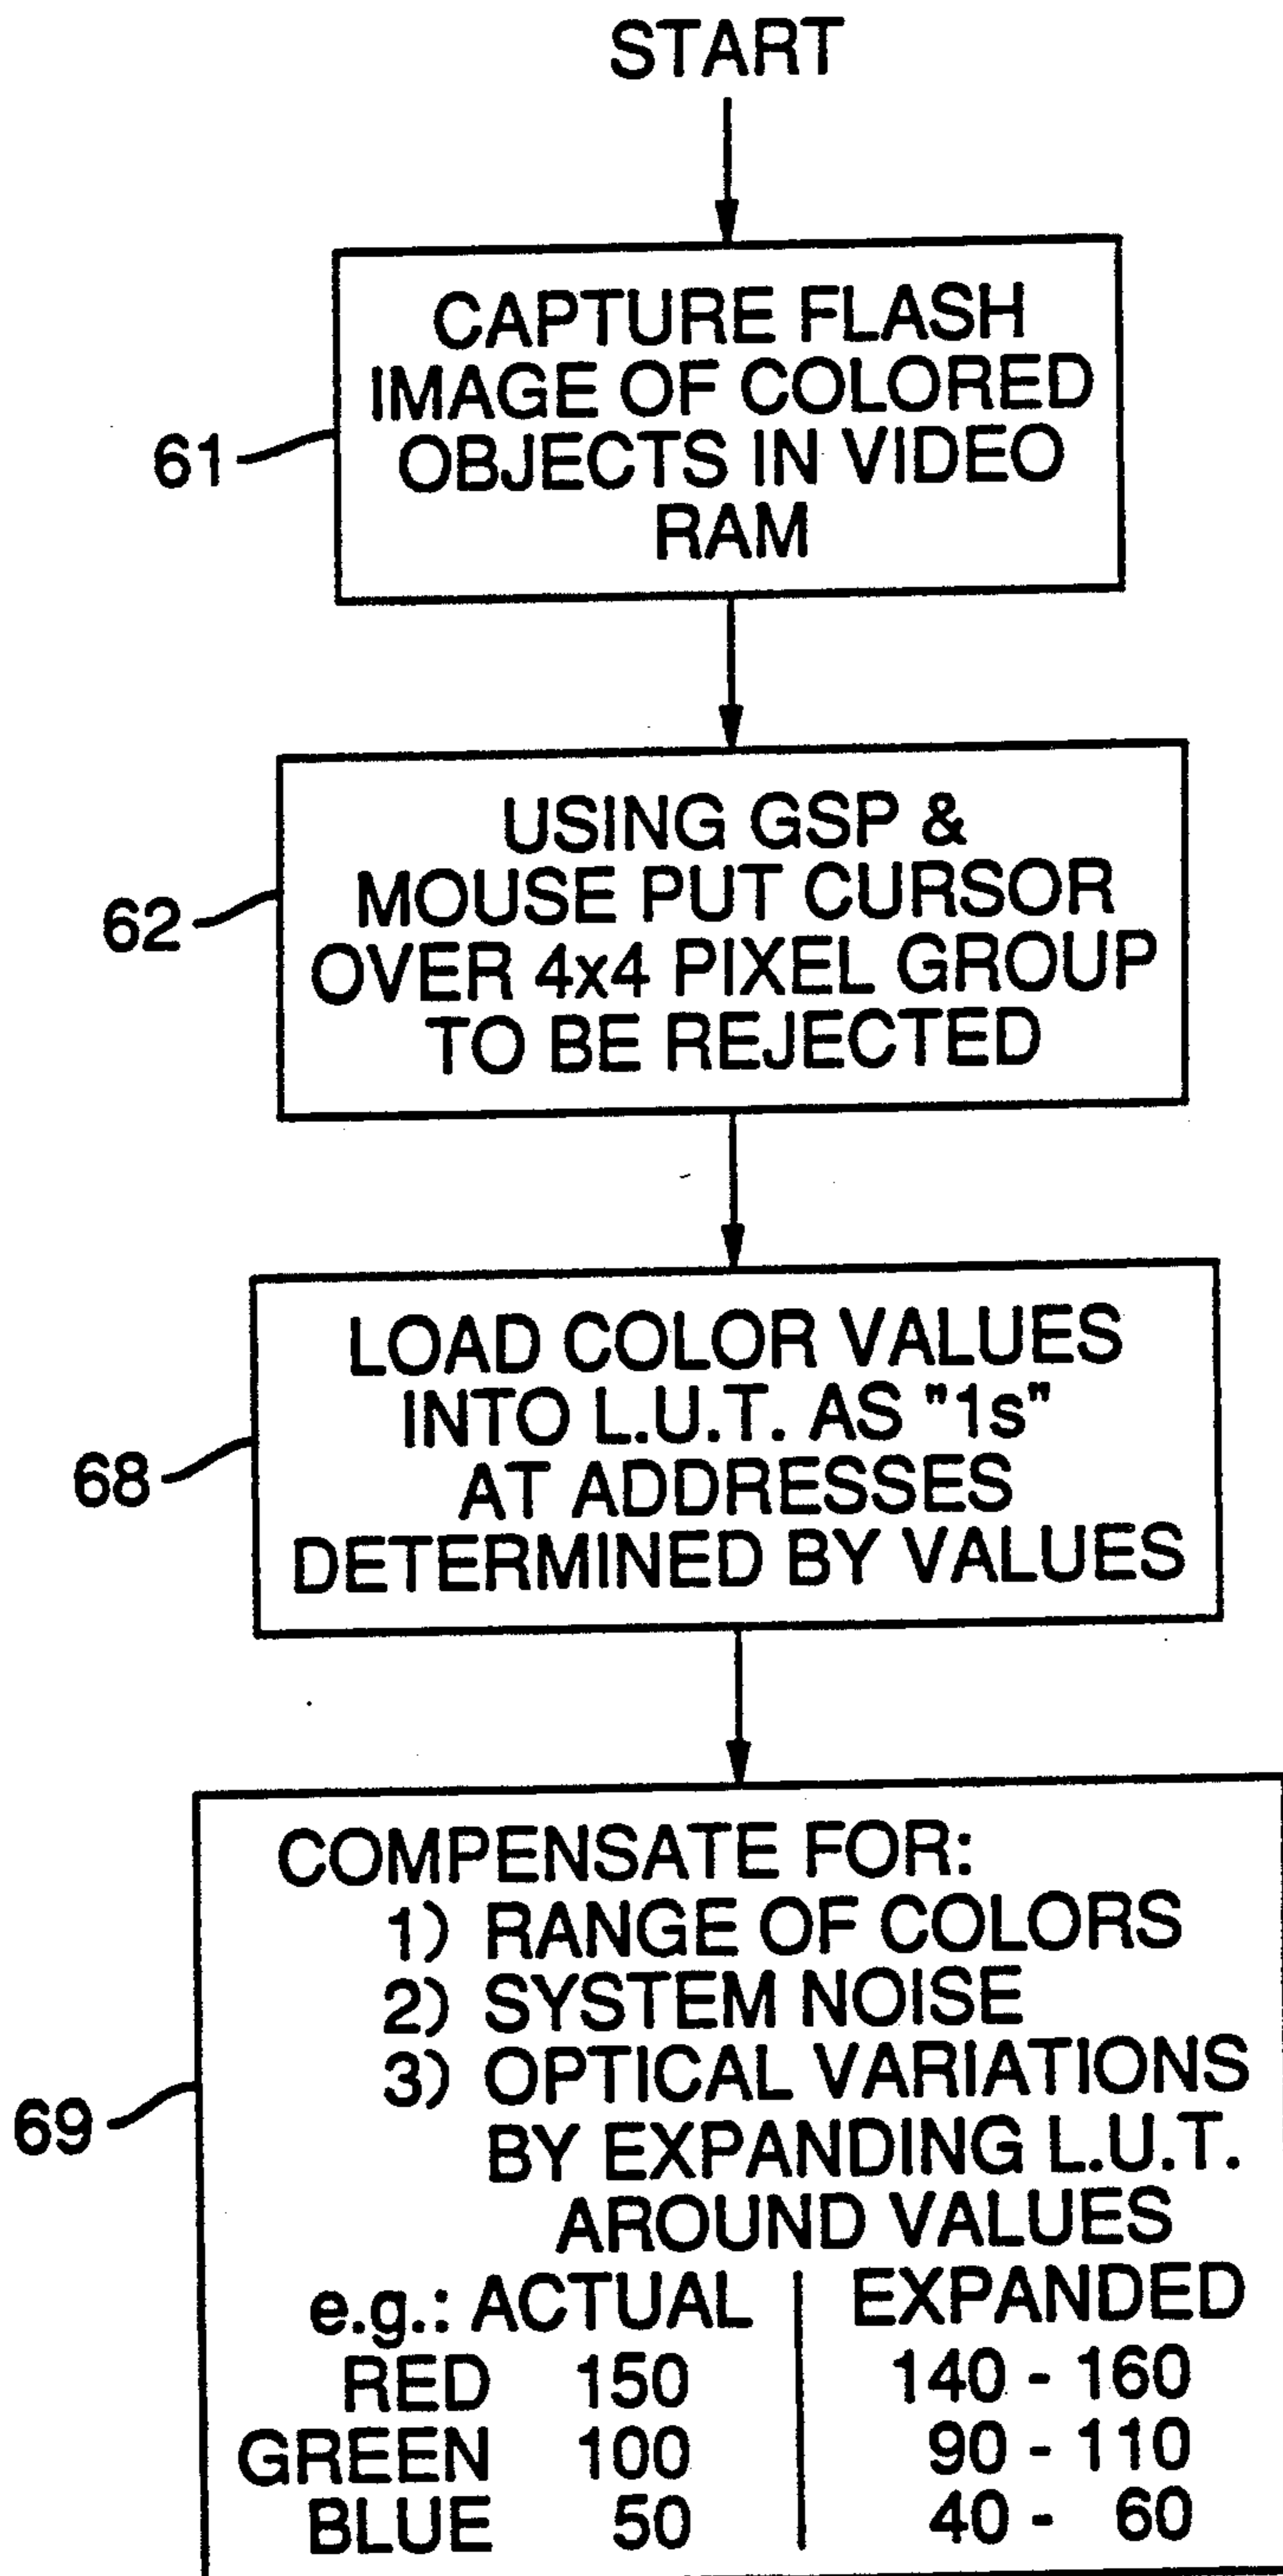 START
CAPTURE FLASH
IMAGE OF COLORED
OBJECTS IN VIDEO
RAM
61
USING GSP &
MOUSE PUT CURSOR
OVER 4x4 PIXEL GROUP
TO BE REJECTED
62
LOAD COLOR VALUES
INTO L.U.T. AS "1s"
AT ADDRESSES
DETERMINED BY VALUES
68
COMPENSATE FOR:
1) RANGE OF COLORS
2) SYSTEM NOISE
3) OPTICAL VARIATIONS
BY EXPANDING L.U.T.
AROUND VALUES
69
e.g.: ACTUAL EXPANDED
RED 150 140 - 160
GREEN 100 90 - 110
BLUE 50 40 - 60